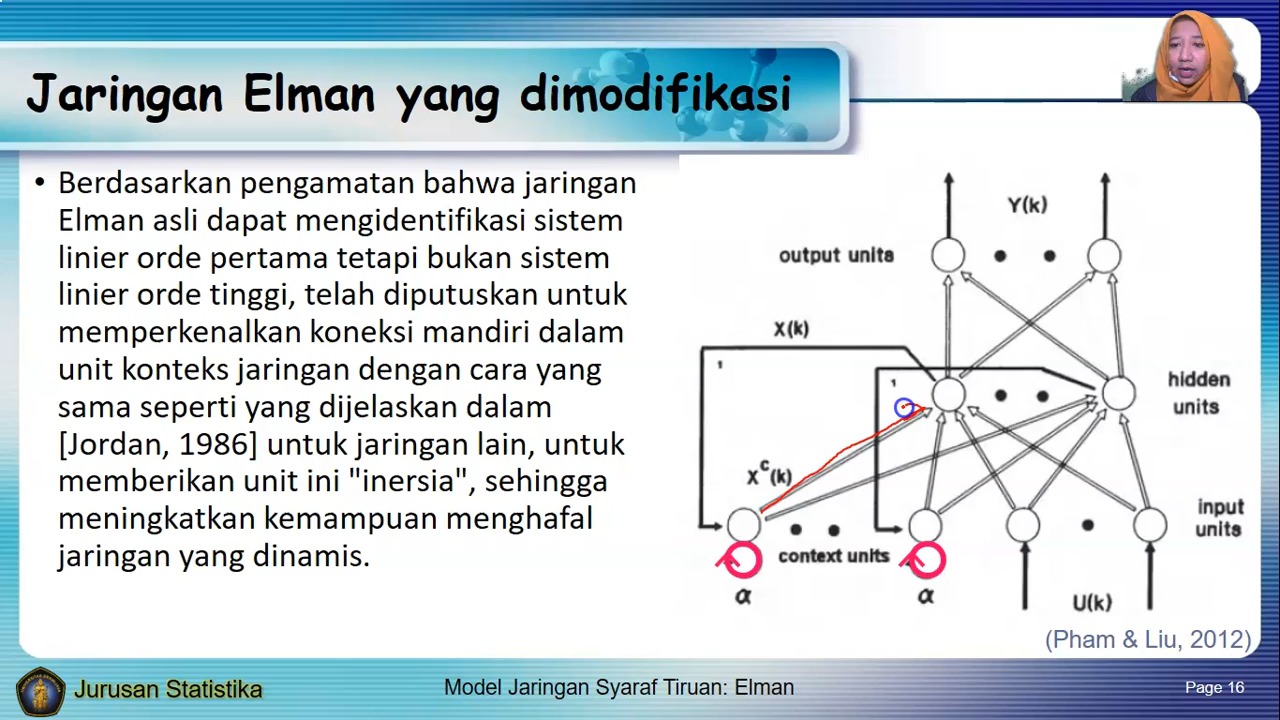 Jaringan Elman yang dimodifikasi
• Berdasarkan pengamatan bahwa jaringan
Elman asli dapat mengidentifikasi sistem
linier orde pertama tetapi bukan sistem
linier orde tinggi, telah diputuskan untuk
memperkenalkan koneksi mandiri dalam
unit konteks jaringan dengan cara yang
sama seperti yang dijelaskan dalam
[Jordan, 1986] untuk jaringan lain, untuk
memberikan unit ini "inersia", sehingga
meningkatkan kemampuan menghafal
jaringan yang dinamis.
Y(k)
output units
X(k)
1
1
hidden
units
X^c(k)
input
units
context units
α
α
U(k)
(Pham & Liu, 2012)
Jurusan Statistika
Model Jaringan Syaraf Tiruan: Elman
Page 16